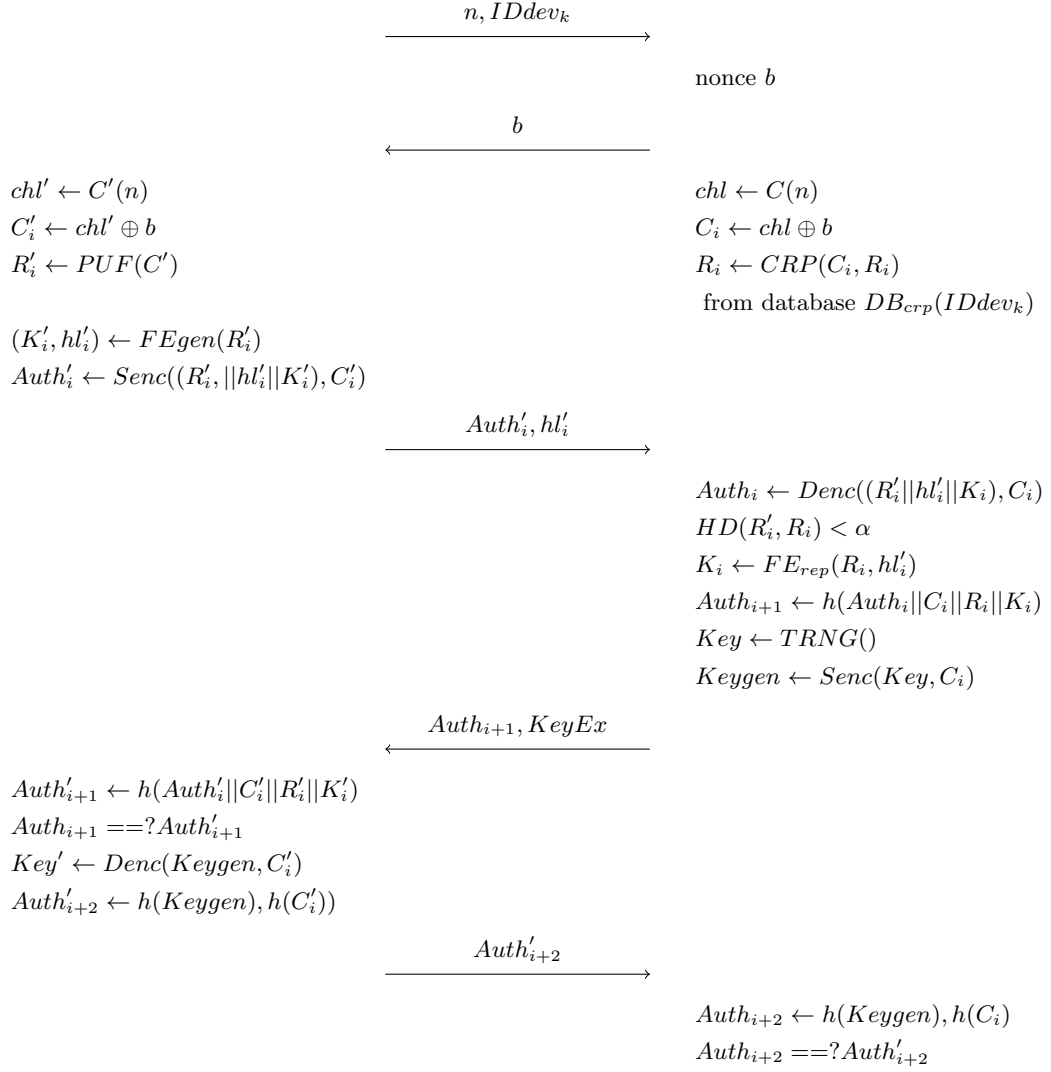 n, IDdev_k
nonce b
b
chl′ ← C′(n)
chl ← C(n)
C′_i ← chl′ ⊕ b
C_i ← chl ⊕ b
R′_i ← PUF(C′)
R_i ← CRP(C_i, R_i)
from database DB_crp(IDdev_k)
(K′_i, hl′_i) ← FEgen(R′_i)
Auth′_i ← Senc((R′_i, ||hl′_i||K′_i), C′_i)
Auth′_i, hl′_i
Auth_i ← Denc((R′_i||hl′_i||K_i), C_i)
HD(R′_i, R_i) < α
K_i ← FE_rep(R_i, hl′_i)
Auth_{i+1} ← h(Auth_i||C_i||R_i||K_i)
Key ← TRNG()
Keygen ← Senc(Key, C_i)
Auth_{i+1}, KeyEx
Auth′_{i+1} ← h(Auth′_i||C′_i||R′_i||K′_i)
Auth_{i+1} ==?Auth′_{i+1}
Key′ ← Denc(Keygen, C′_i)
Auth′_{i+2} ← h(Keygen), h(C′_i))
Auth′_{i+2}
Auth_{i+2} ← h(Keygen), h(C_i)
Auth_{i+2} ==?Auth′_{i+2}